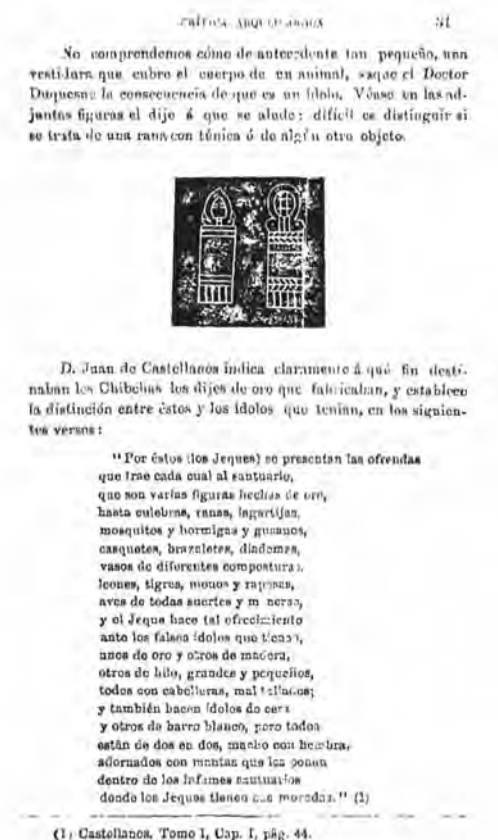 CRÍTICA ARQUEOLÓGICA 51
No comprendemos cómo de antecedente tan pequeño, una
vestidura que cubre el cuerpo de un animal, saque el Doctor
Duquesne la consecuencia de que es un ídolo. Véase en las ad-
juntas figuras el dije á que se alude: difícil es distinguir si
se trata de una rana con túnica ó de algún otro objeto.
D. Juan de Castellanos indica claramente á qué fin desti-
naban los Chibchas los dijes de oro que fabricaban, y establece
la distinción entre éstos y los ídolos que tenían, en los siguien-
tes versos:
"Por éstos (los Jeques) se presentan las ofrendas
que trae cada cual al santuario,
que son varias figuras hechas de oro,
hasta culebras, ranas, lagartijas,
mosquitos y hormigas y gusanos,
casquetes, brazaletes, diademas,
vasos de diferentes composturas.
leones, tigres, monos y raposas,
aves de todas suertes y maneras,
y el Jeque hace tal ofrecimiento
ante los falsos ídolos que tienen,
unos de oro y otros de madera,
otros de hilo, grandes y pequeños,
todos con cabelleras, mal tallados;
y también hacen ídolos de cera
y otros de barro blanco, pero todos
están de dos en dos, macho con hembra,
adornados con mantas que les ponen
dentro de los infames santuarios
donde los Jeques tienen sus moradas." (1)
(1) Castellanos, Tomo I, Cap. I, pág. 44.